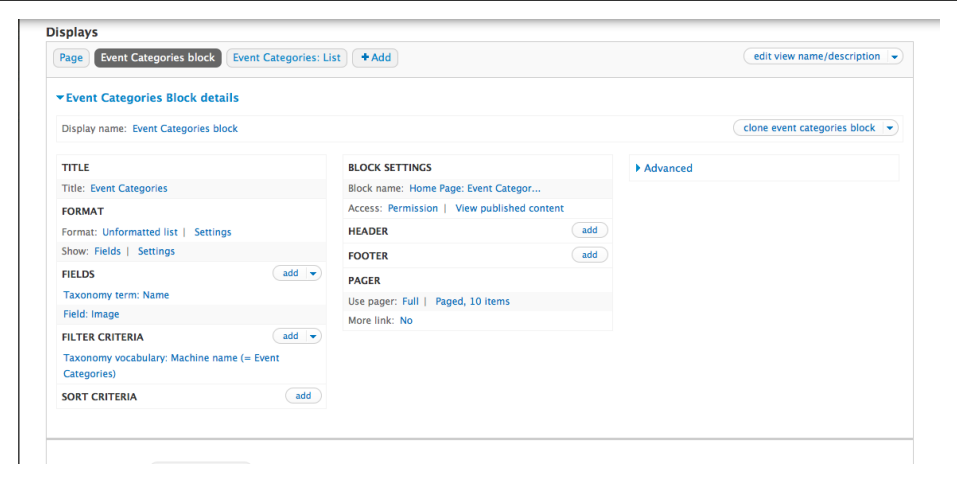 Displays
Page Event Categories block Event Categories: List +Add edit view name/description
Event Categories Block details
Display name: Event Categories block clone event categories block
TITLE
Title: Event Categories
FORMAT
Format: Unformatted list | Settings
Show: Fields | Settings
FIELDS add
Taxonomy term: Name
Field: Image
FILTER CRITERIA add
Taxonomy vocabulary: Machine name (= Event
Categories)
SORT CRITERIA add
BLOCK SETTINGS
Block name: Home Page: Event Categor...
Access: Permission | View published content
HEADER add
FOOTER add
PAGER
Use pager: Full | Paged, 10 items
More link: No
Advanced